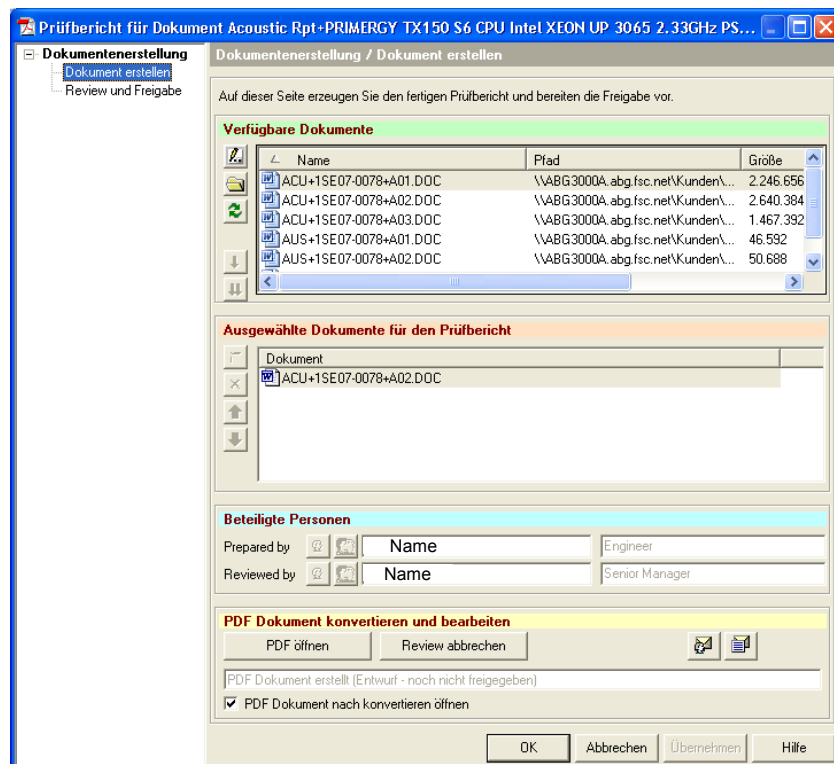 Prüfbericht für Dokument Acoustic Rpt+PRIMERGY TX150 S6 CPU Intel XEON UP 3065 2.33GHz PS...
Dokumentenerstellung
Dokument erstellen
Review und Freigabe
Dokumentenerstellung / Dokument erstellen
Auf dieser Seite erzeugen Sie den fertigen Prüfbericht und bereiten die Freigabe vor.
Verfügbare Dokumente
Name Pfad Größe
ACU+1SE07-0078+A01.DOC \\ABG3000A.abg.fsc.net\Kunden\... 2.246.656
ACU+1SE07-0078+A02.DOC \\ABG3000A.abg.fsc.net\Kunden\... 2.640.384
ACU+1SE07-0078+A03.DOC \\ABG3000A.abg.fsc.net\Kunden\... 1.467.392
AUS+1SE07-0078+A01.DOC \\ABG3000A.abg.fsc.net\Kunden\... 46.592
AUS+1SE07-0078+A02.DOC \\ABG3000A.abg.fsc.net\Kunden\... 50.688
Ausgewählte Dokumente für den Prüfbericht
Dokument
ACU+1SE07-0078+A02.DOC
Beteiligte Personen
Prepared by Name Engineer
Reviewed by Name Senior Manager
PDF Dokument konvertieren und bearbeiten
PDF öffnen Review abbrechen
PDF Dokument erstellt (Entwurf - noch nicht freigegeben)
PDF Dokument nach konvertieren öffnen
OK Abbrechen Übernehmen Hilfe